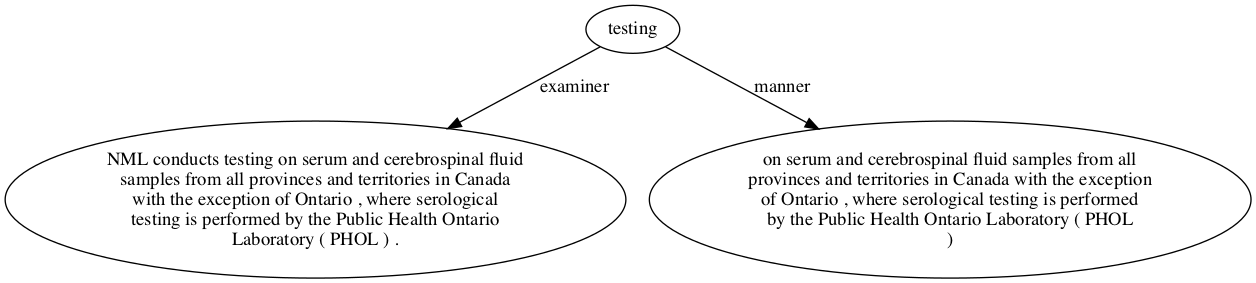 testing
examiner
manner
NML conducts testing on serum and cerebrospinal fluid
samples from all provinces and territories in Canada
with the exception of Ontario , where serological
testing is performed by the Public Health Ontario
Laboratory ( PHOL ) .
on serum and cerebrospinal fluid samples from all
provinces and territories in Canada with the exception
of Ontario , where serological testing is performed
by the Public Health Ontario Laboratory ( PHOL
)